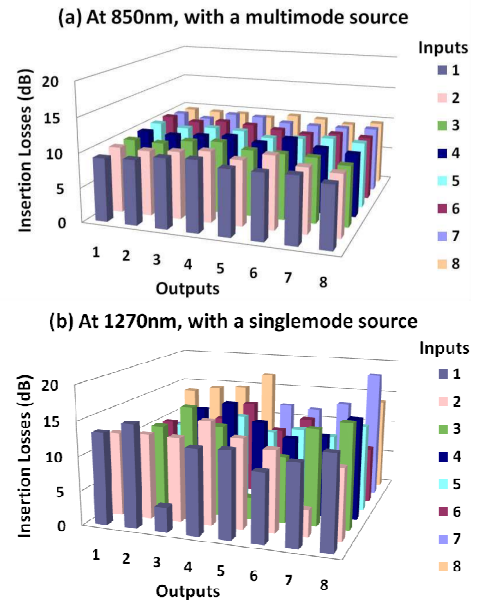 (a) At 850nm, with a multimode source
Inputs
1
2
3
4
5
6
7
8
Insertion Losses (dB)
20
15
10
5
0
1 2 3 4 5 6 7 8
Outputs
(b) At 1270nm, with a singlemode source
Inputs
1
2
3
4
5
6
7
8
Insertion Losses (dB)
20
15
10
5
0
1 2 3 4 5 6 7 8
Outputs